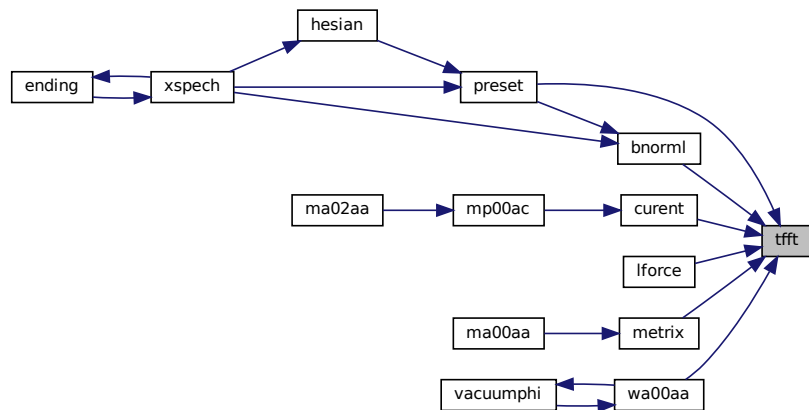 hesian
ending
xspech
preset
bnorml
ma02aa
mp00ac
curent
tfft
lforce
ma00aa
metrix
vacuumphi
wa00aa